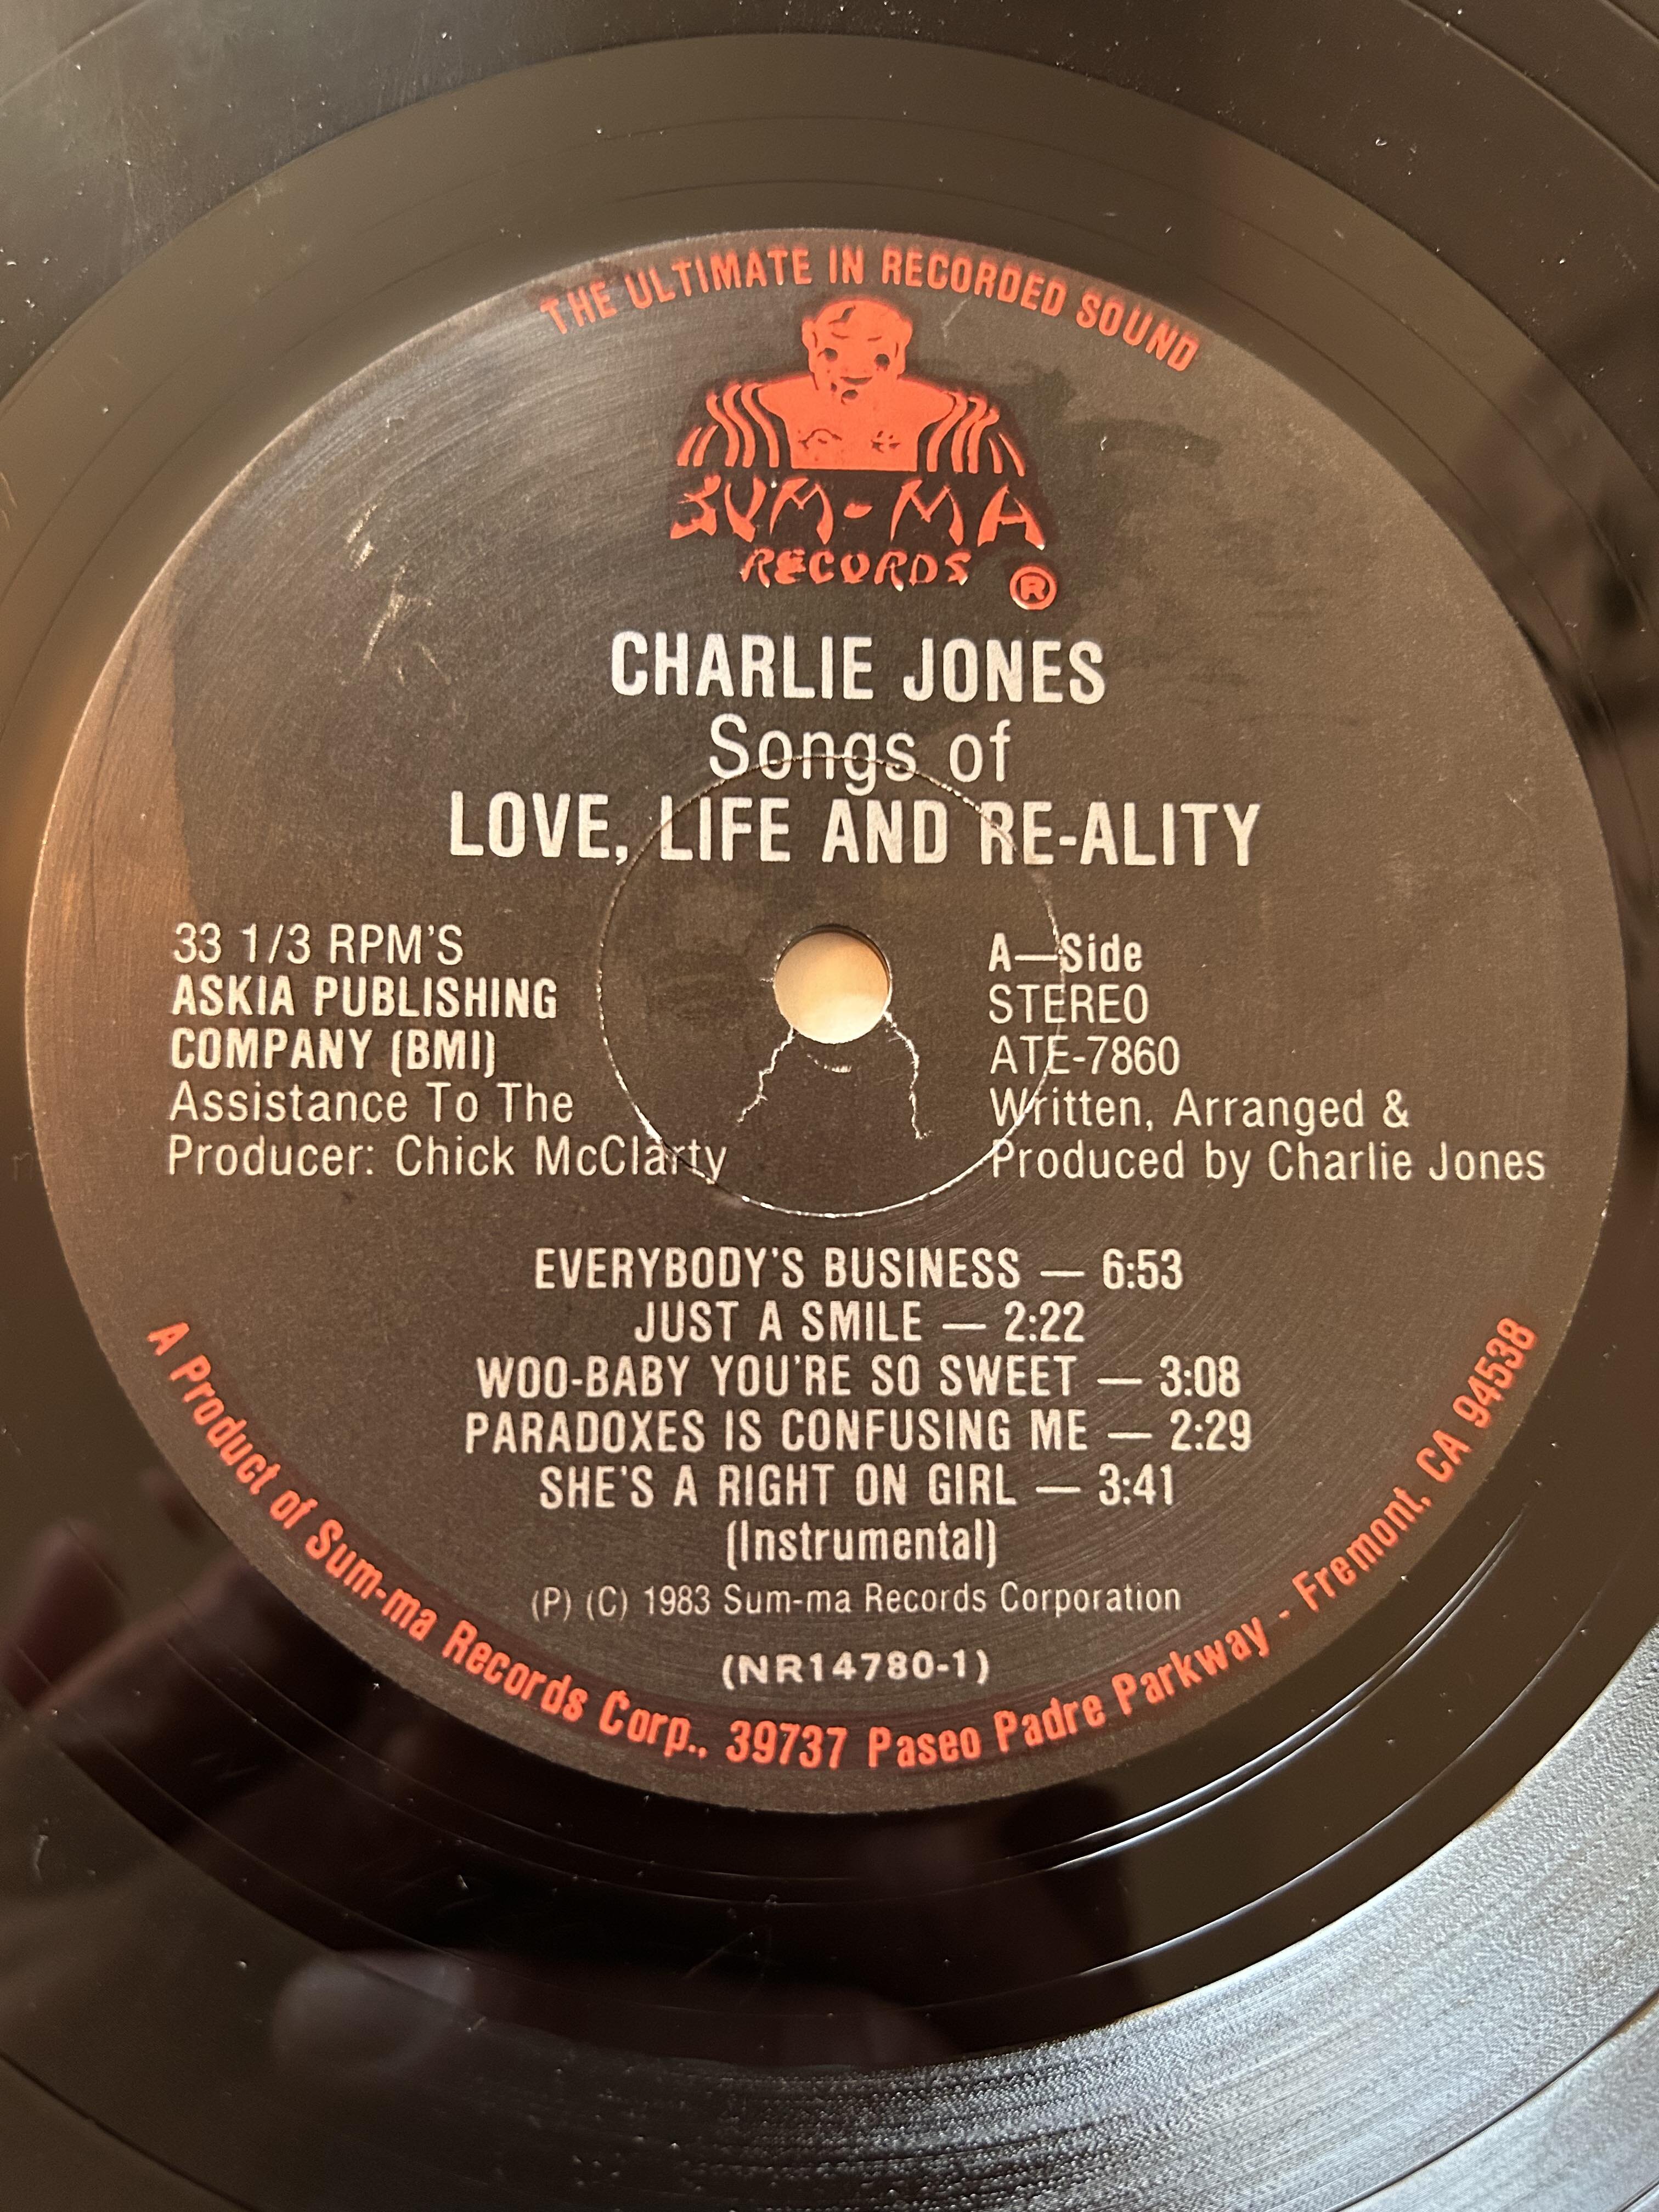 THE ULTIMATE IN RECORDED SOUND
SUM-MA
RECORDS ®
CHARLIE JONES
Songs of
LOVE, LIFE AND RE-ALITY
33 1/3 RPM'S
ASKIA PUBLISHING
COMPANY (BMI)
Assistance To The
Producer: Chick McClarty
A—Side
STEREO
ATE-7860
Written, Arranged &
Produced by Charlie Jones
EVERYBODY'S BUSINESS — 6:53
JUST A SMILE — 2:22
WOO-BABY YOU'RE SO SWEET — 3:08
PARADOXES IS CONFUSING ME — 2:29
SHE'S A RIGHT ON GIRL — 3:41
(Instrumental)
(P) (C) 1983 Sum-ma Records Corporation
(NR14780-1)
A Product of Sum-ma Records Corp., 39737 Paseo Padre Parkway - Fremont, CA 94538